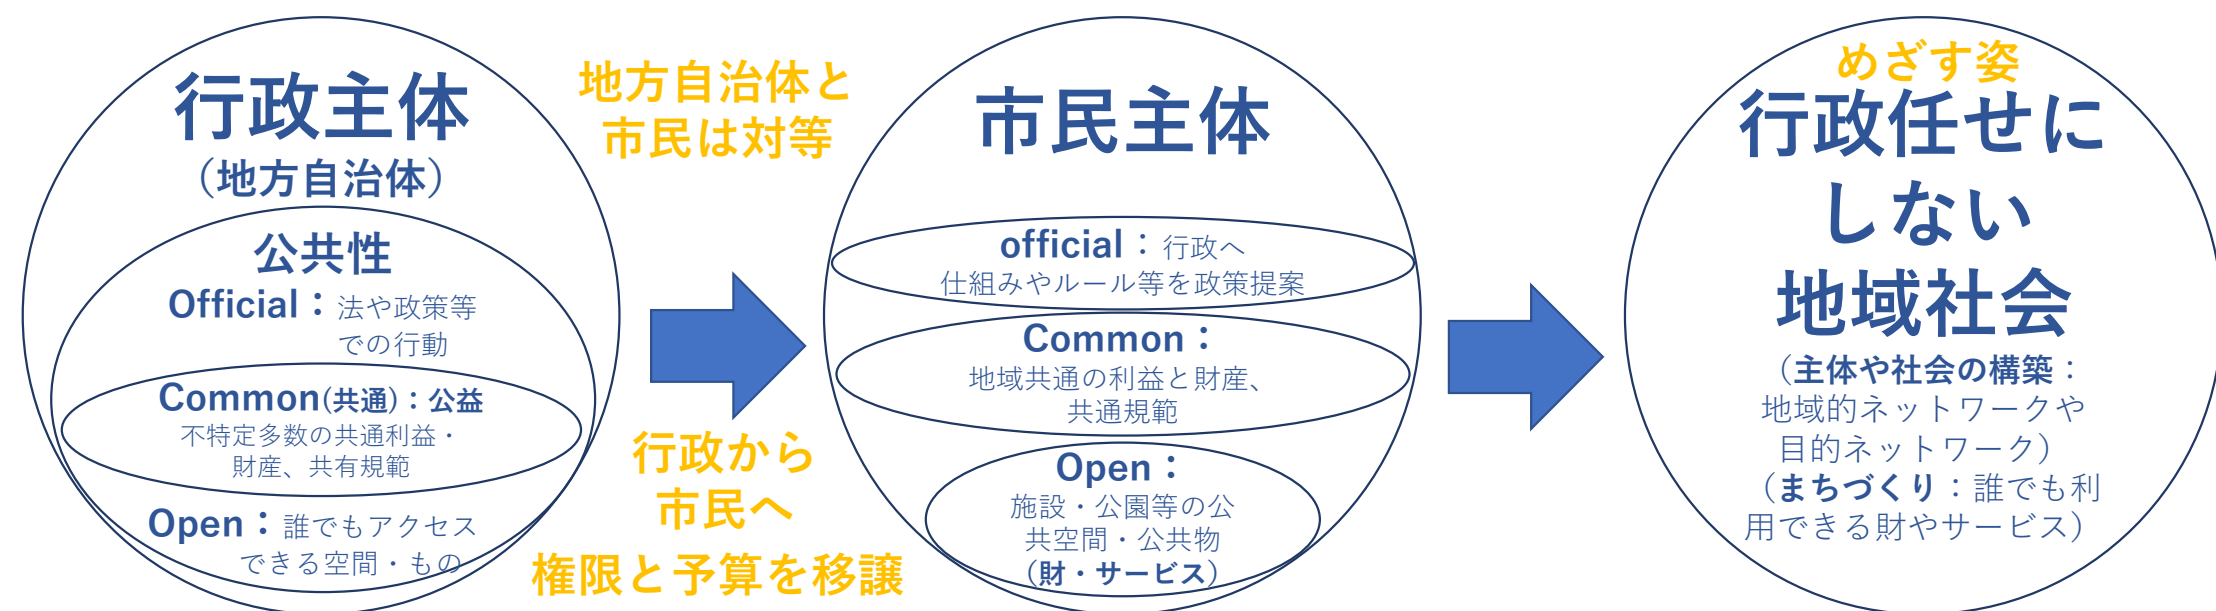 行政主体
（地方自治体）
公共性
Official：法や政策等
での行動
Common(共通)：公益
不特定多数の共通利益・
財産、共有規範
Open：誰でもアクセス
できる空間・もの
地方自治体と
市民は対等
行政から
市民へ
権限と予算を移譲
市民主体
official：行政へ
仕組みやルール等を政策提案
Common：
地域共通の利益と財産、
共通規範
Open：
施設・公園等の公
共空間・公共物
（財・サービス）
めざす姿
行政任せに
しない
地域社会
（主体や社会の構築：
地域的ネットワークや
目的ネットワーク）
（まちづくり：誰でも利
用できる財やサービス）